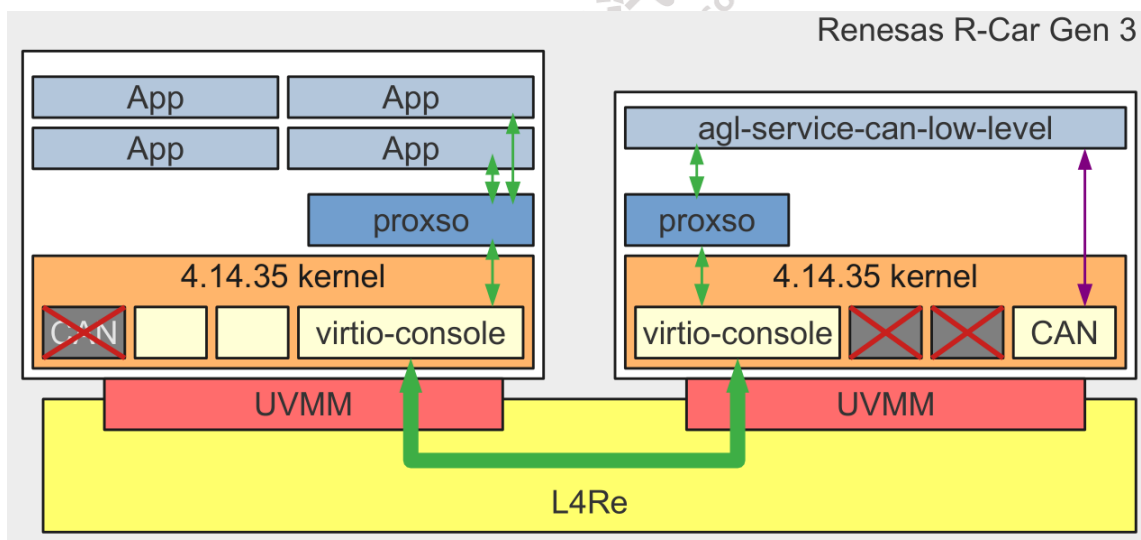 Renesas R-Car Gen 3
App App
App App
proxso
4.14.35 kernel
CAN
virtio-console
UVMM
agl-service-can-low-level
proxso
4.14.35 kernel
virtio-console
CAN
UVMM
L4Re